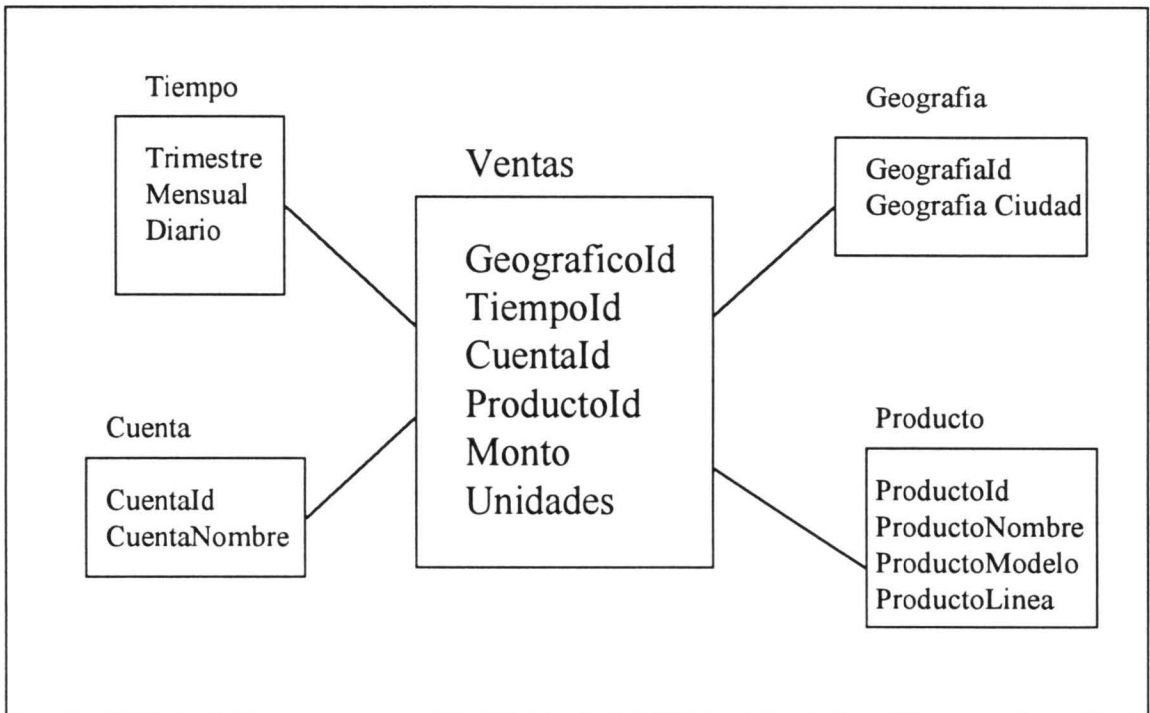 Tiempo
Trimestre
Mensual
Diario
Ventas
GeograficoId
TiempoId
CuentaId
ProductoId
Monto
Unidades
Geografia
GeografiaId
Geografia Ciudad
Cuenta
CuentaId
CuentaNombre
Producto
ProductoId
ProductoNombre
ProductoModelo
ProductoLinea